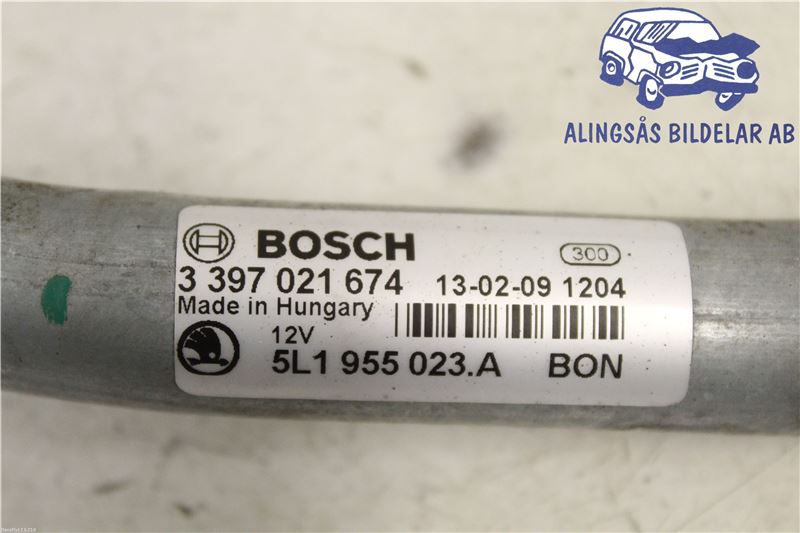 ALINGSÅS BILDELAR AB
BOSCH
300
3 397 021 674 13-02-09 1204
Made in Hungary
12V
5L1 955 023.A BON